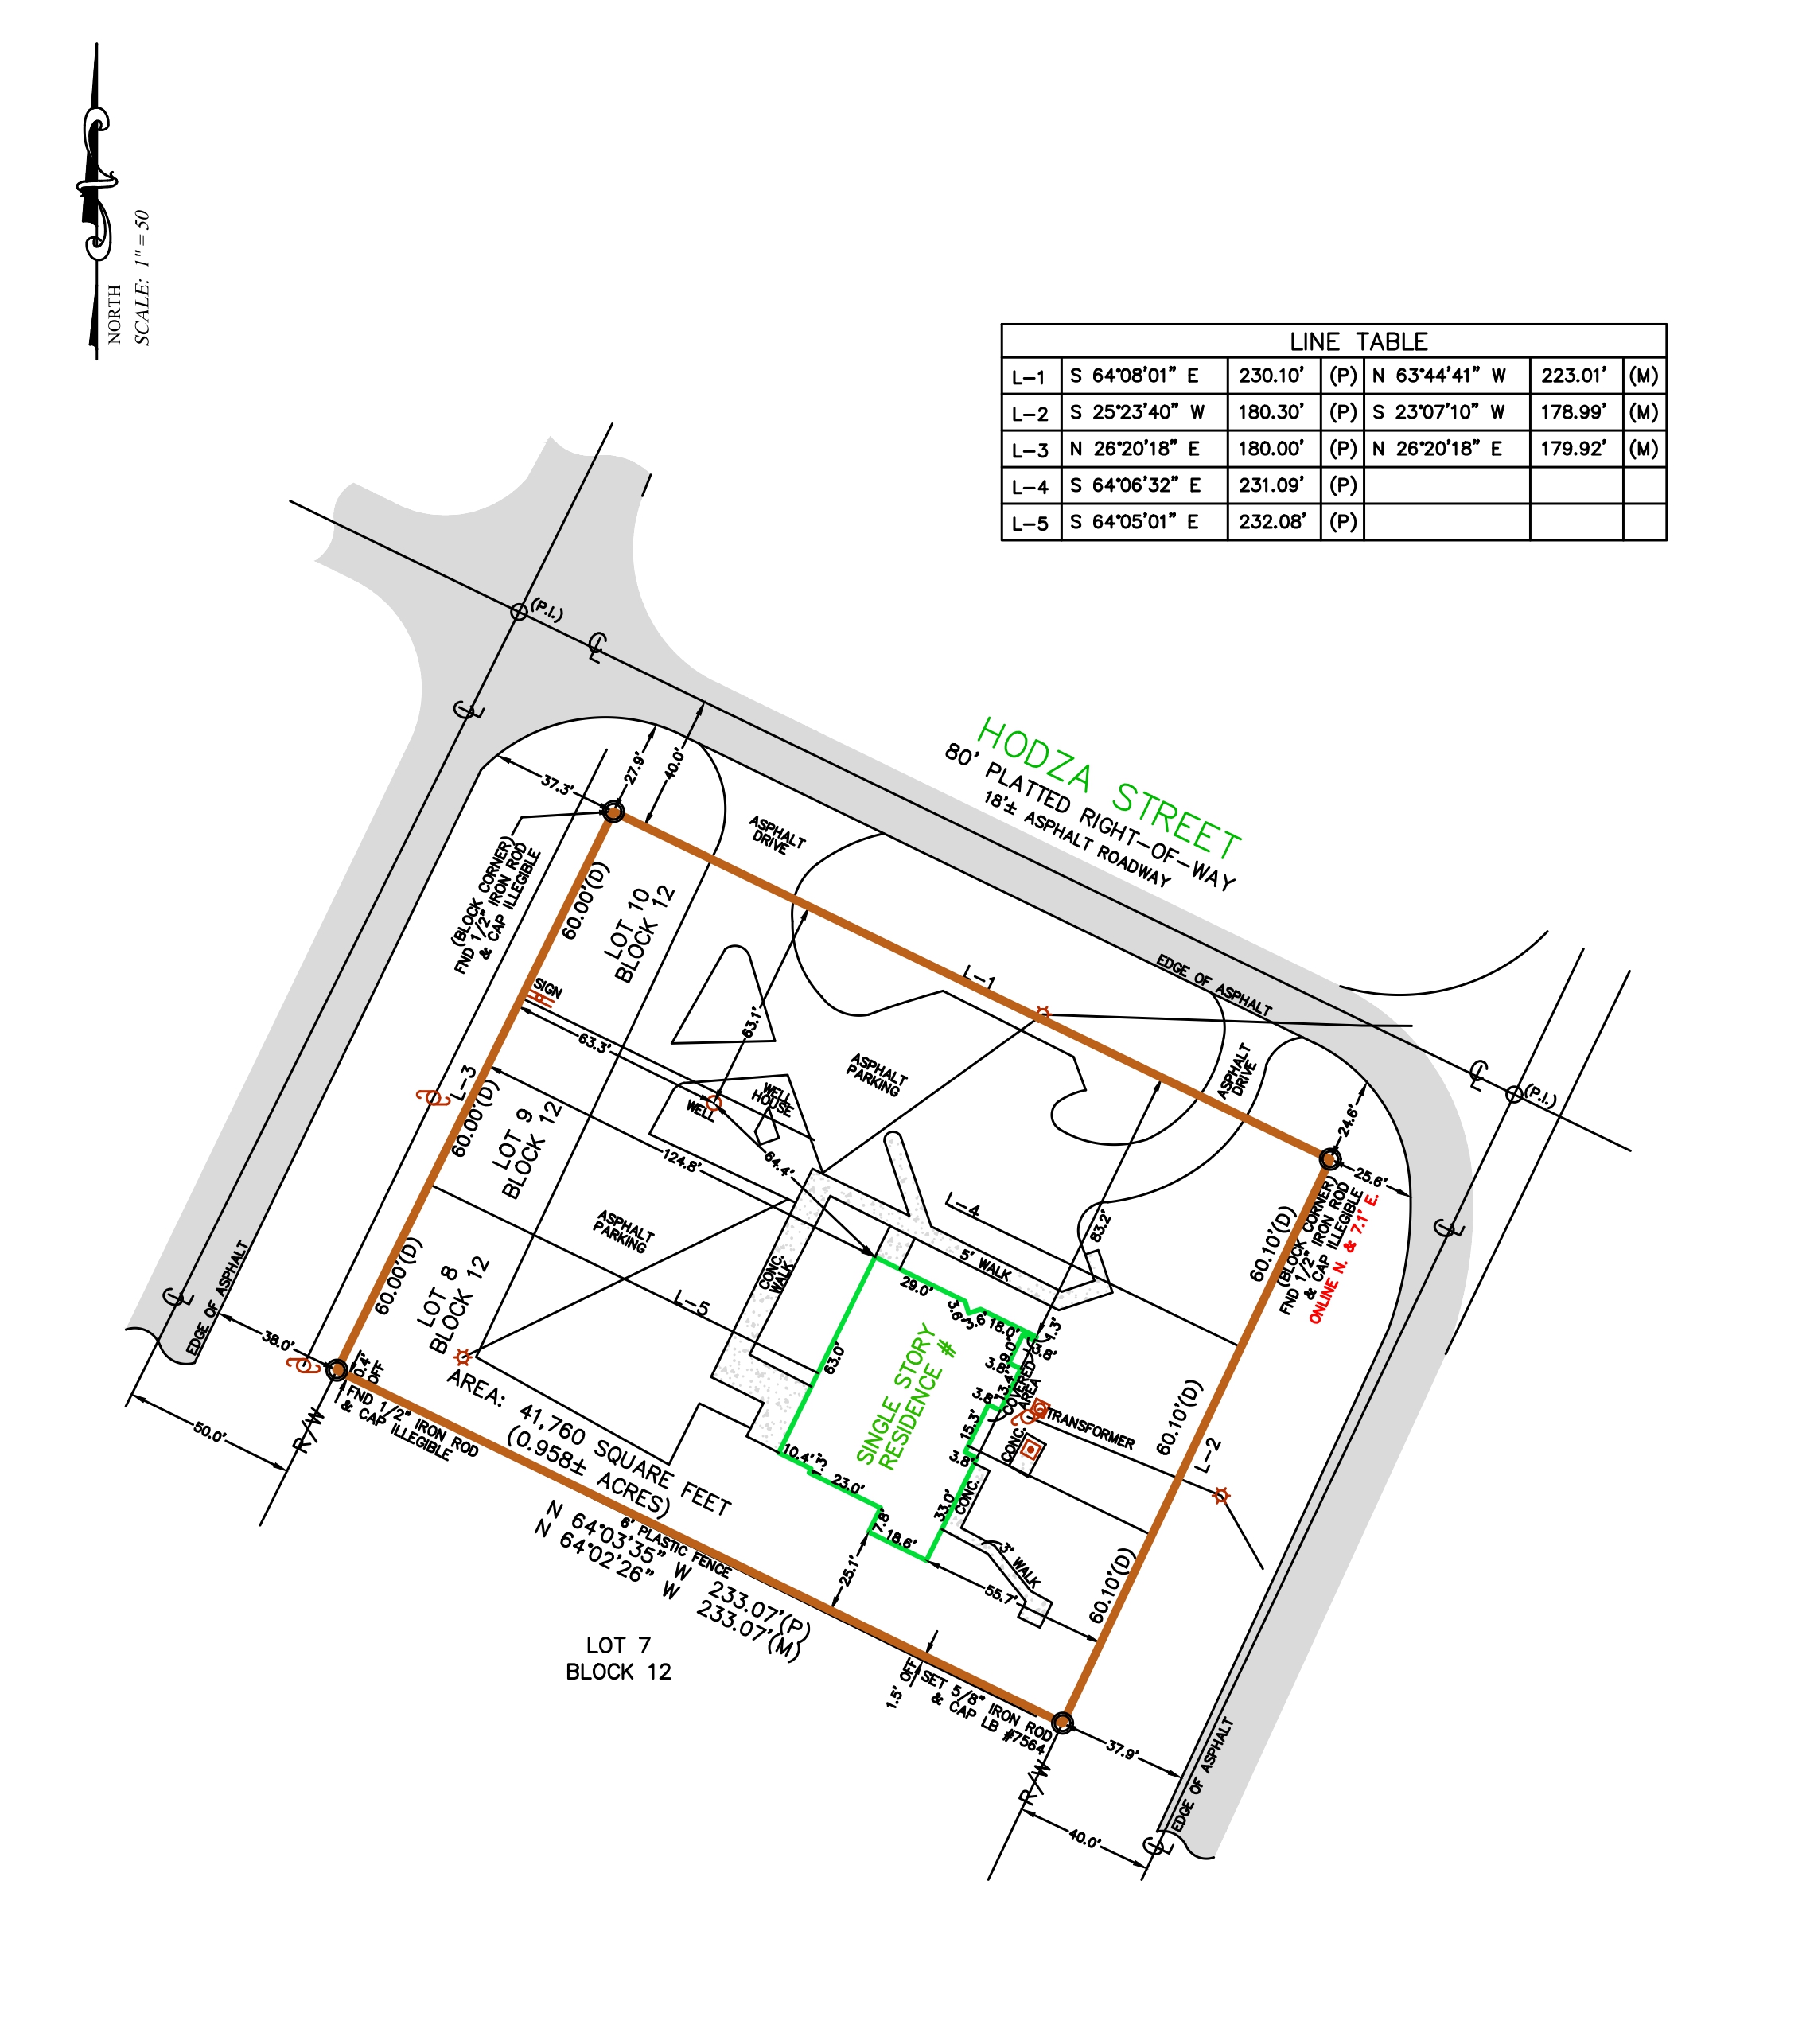 NORTH
SCALE: 1" = 50
LINE TABLE
L-1 S 64°08'01" E 230.10' (P) N 63°44'41" W 223.01' (M)
L-2 S 25°23'40" W 180.30' (P) S 23°07'10" W 178.99' (M)
L-3 N 26°20'18" E 180.00' (P) N 26°20'18" E 179.92' (M)
L-4 S 64°06'32" E 231.09' (P)
L-5 S 64°05'01" E 232.08' (P)
(P.I.)
CL
CL
HODZA STREET
80' PLATTED RIGHT-OF-WAY
18'± ASPHALT ROADWAY
37.3'
27.9'
40.0'
ASPHALT
DRIVE
(BLOCK CORNER)
FND 1/2" IRON ROD
& CAP ILLEGIBLE
60.00'(D)
LOT 10
BLOCK 12
L-1
EDGE OF ASPHALT
SIGN
63.3'
63.1'
ASPHALT
PARKING
WELL
HOUSE
WELL
ASPHALT
DRIVE
CL
(P.I.)
24.6'
25.6'
L-3
60.00'(D)
LOT 9
BLOCK 12
124.8'
64.4'
L-4
83.2'
(BLOCK CORNER)
FND 1/2" IRON ROD
& CAP ILLEGIBLE
ONLINE N. & 7.1' E.
60.10'(D)
CL
ASPHALT
PARKING
CONC.
WALK
5' WALK
60.00'(D)
LOT 8
BLOCK 12
L-5
CL
EDGE OF ASPHALT
38.0'
50.0'
R/W
0.4'
OFF
FND 1/2" IRON ROD
& CAP ILLEGIBLE
29.0'
3.6'
3.6'
18.0'
1.3'
3.8'
9.0'
3.8'
13.4'
COVERED
AREA
3.8'
15.3'
3.8'
33.0'
63.0'
SINGLE STORY
RESIDENCE #
10.4'
1.3'
23.0'
7.8'
18.6'
CONC.
CONC.
TRANSFORMER
3' WALK
60.10'(D)
L-2
60.10'(D)
AREA: 41,760 SQUARE FEET
(0.958± ACRES)
6' PLASTIC FENCE
N 64°03'35" W 233.07'(P)
N 64°02'26" W 233.07'(M)
25.1'
55.7'
LOT 7
BLOCK 12
1.5' OFF
SET 5/8" IRON ROD
& CAP LB #7564
37.9'
R/W
40.0'
CL
EDGE OF ASPHALT